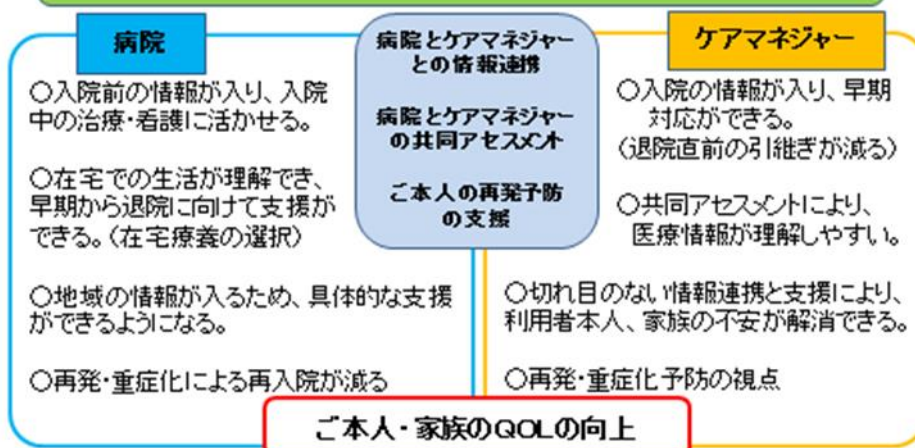 病院
○入院前の情報が入り、入院
中の治療・看護に活かせる。
○在宅での生活が理解でき、
早期から退院に向けて支援が
できる。(在宅療養の選択)
○地域の情報が入るため、具体的な支援
ができるようになる。
○再発・重症化による再入院が減る
病院とケアマネジャー
との情報連携
病院とケアマネジャー
の共同アセスメント
ご本人の再発予防
の支援
ケアマネジャー
○入院の情報が入り、早期
対応ができる。
(退院直前の引継ぎが減る)
○共同アセスメントにより、
医療情報が理解しやすい。
○切れ目のない情報連携と支援により、
利用者本人、家族の不安が解消できる。
○再発・重症化予防の視点
ご本人・家族のQOLの向上